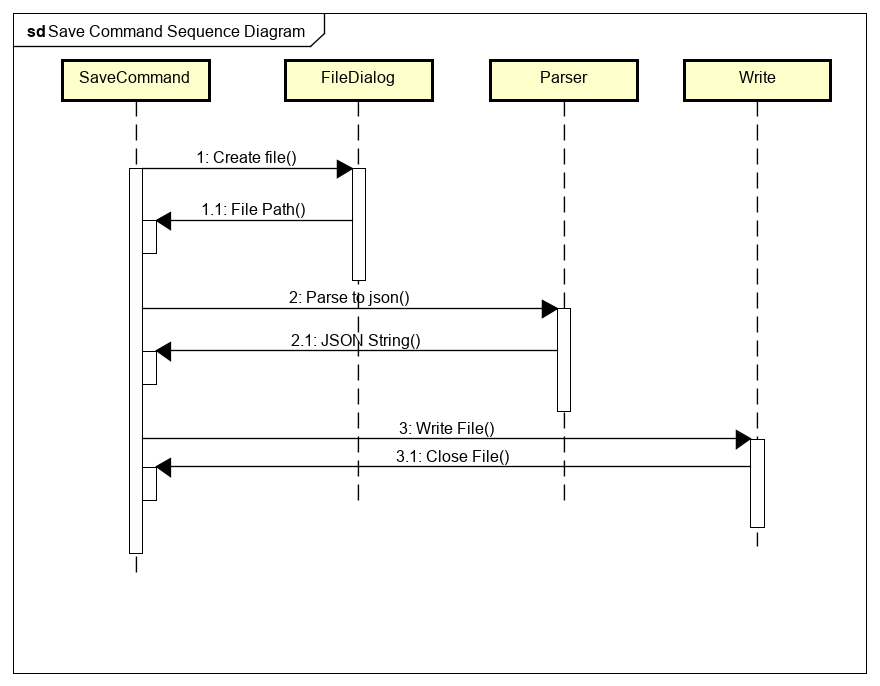 sd Save Command Sequence Diagram
SaveCommand
FileDialog
Parser
Write
1: Create file()
1.1: File Path()
2: Parse to json()
2.1: JSON String()
3: Write File()
3.1: Close File()